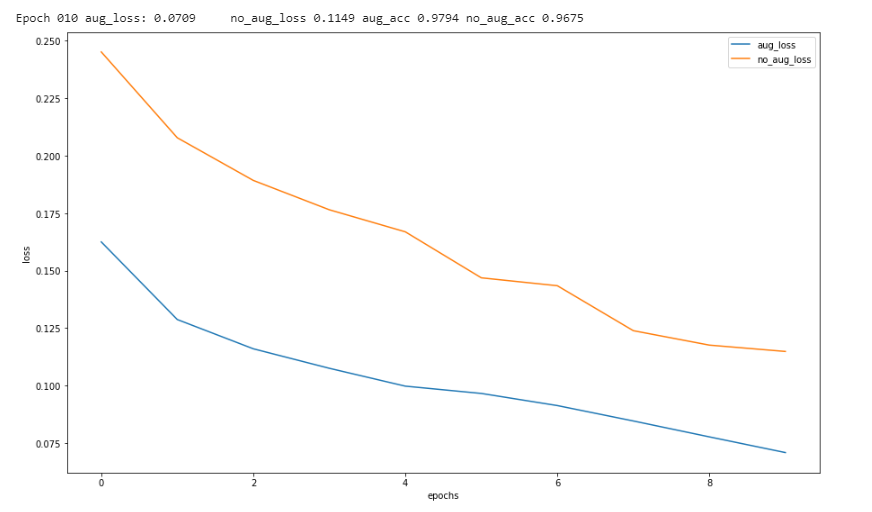 Epoch 010 aug_loss: 0.0709 no_aug_loss 0.1149 aug_acc 0.9794 no_aug_acc 0.9675
aug_loss
no_aug_loss
0.250
0.225
0.200
0.175
0.150
0.125
0.100
0.075
loss
0 2 4 6 8
epochs